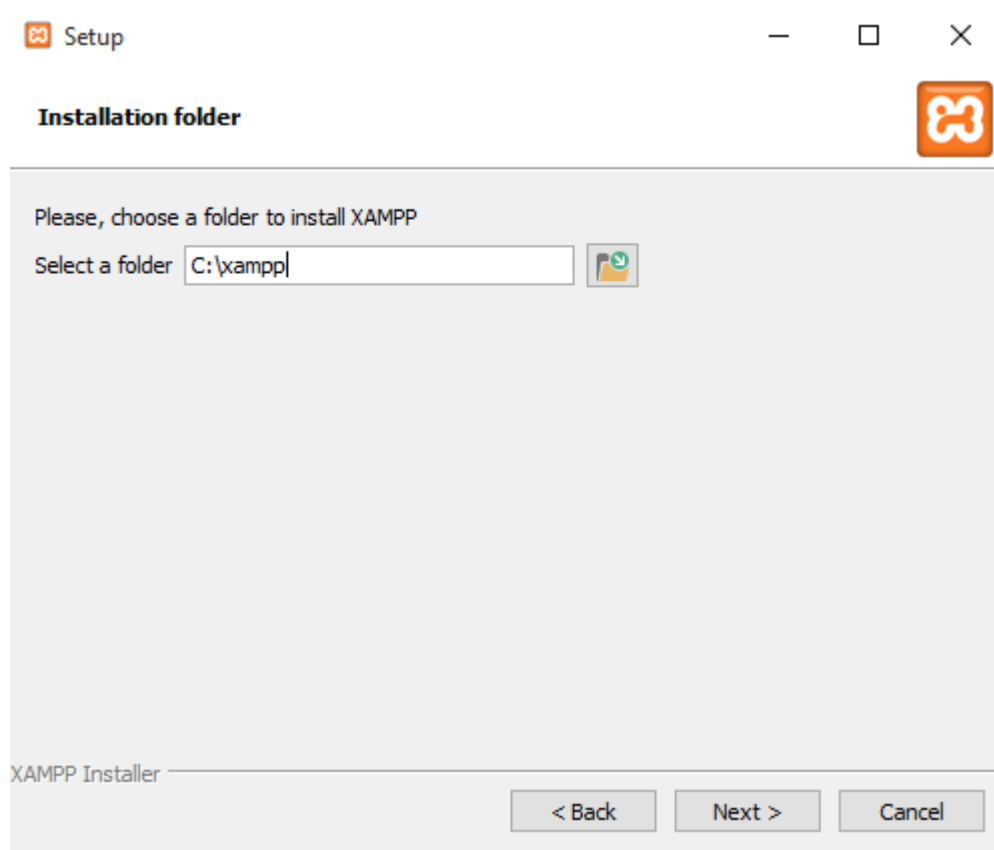 Setup
Installation folder
Please, choose a folder to install XAMPP
Select a folder C:\xampp
XAMPP Installer
< Back Next > Cancel